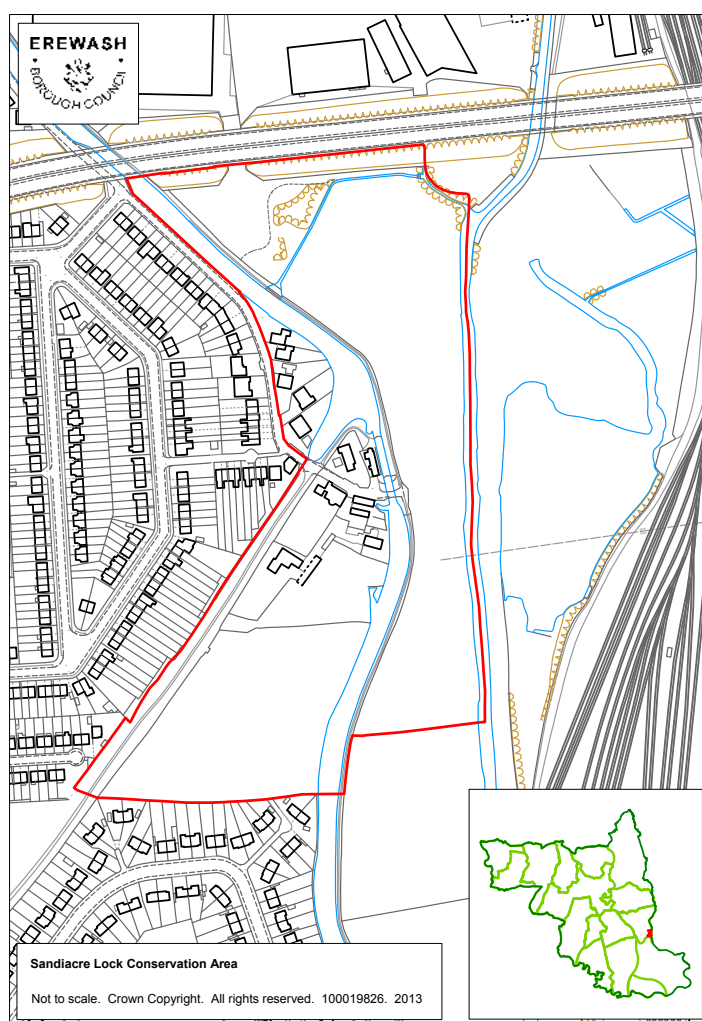 EREWASH
BOROUGH COUNCIL
Sandiacre Lock Conservation Area
Not to scale. Crown Copyright. All rights reserved. 100019826. 2013